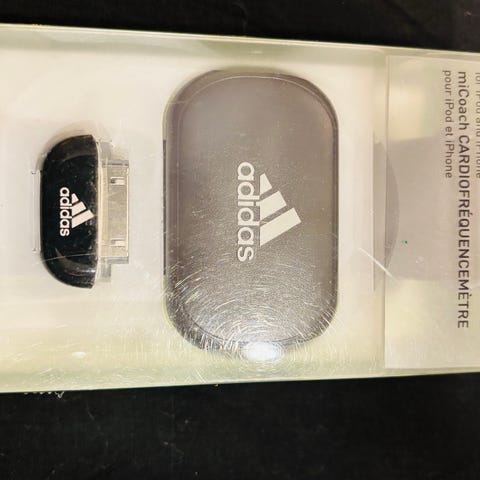 for iPod and iPhone
miCoach CARDIOFRÉQUENCEMÈTRE
pour iPod et iPhone
adidas
adidas